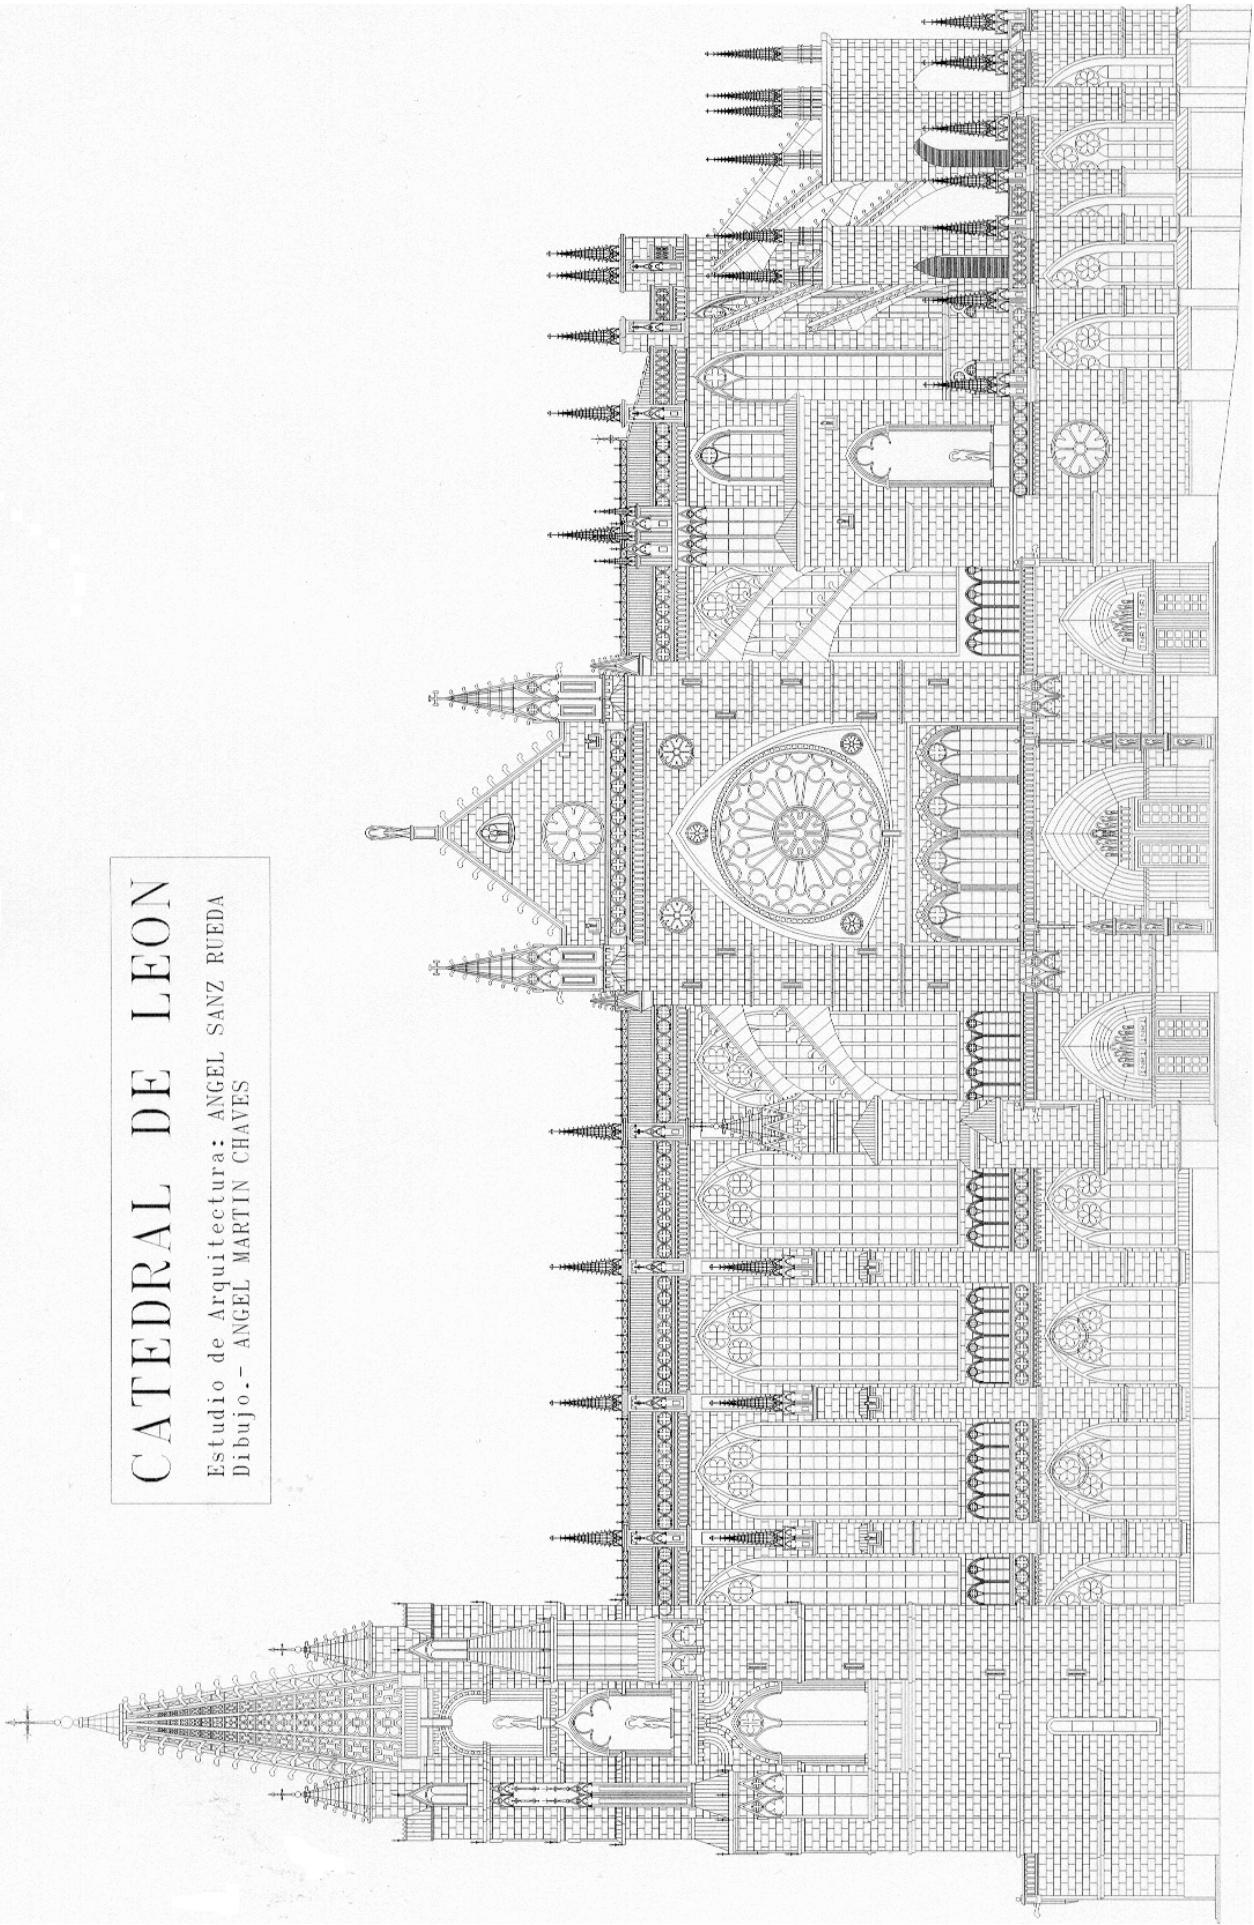 CATEDRAL DE LEON
Estudio de Arquitectura: ANGEL SANZ RUEDA
Dibujo.- ANGEL MARTIN CHAVES